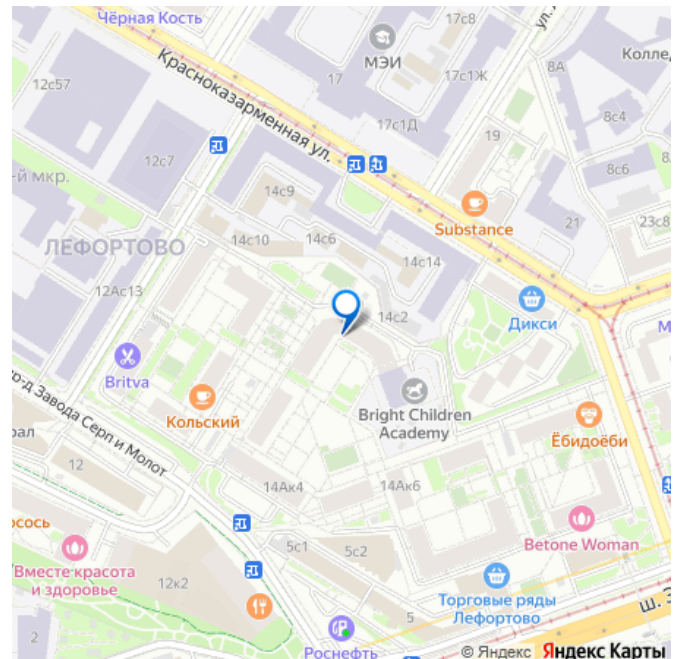 Чёрная Кость
17с8
МЭИ
ул.
Колле
12с57
17
17с1Ж
8А
Красноказарменная ул.
8с4
17с1Д
19
12с7
-й мкр.
8с6
14с9
Substance
21
23с8
14с10
14с6
ЛЕФОРТОВО
14с14
12Ас13
14с2
Дикси
Britva
Кольский
Bright Children
Academy
Ёбидоёби
пр-д Завода Серп и Молот
рал
12
14Ак4
14Ак6
осось
5с1
5с2
Betone Woman
Вместе красота
и здоровье
12к2
Торговые ряды
Лефортово
5
ш. Э
2
Роснефть
© Яндекс Яндекс Карты